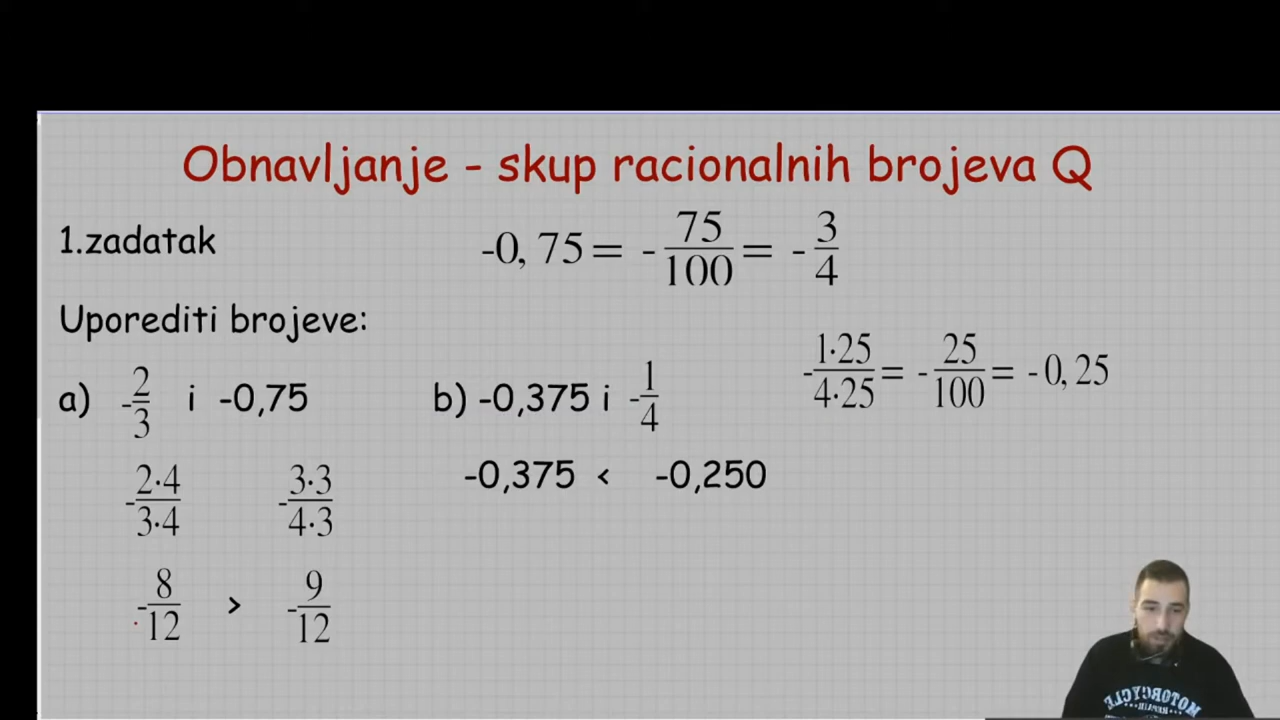 Obnavljanje - skup racionalnih brojeva Q
1.zadatak
-0,75 = -75/100 = -3/4
Uporediti brojeve:
-1·25/4·25 = -25/100 = -0,25
a) -2/3 i -0,75
b) -0,375 i -1/4
-2·4/3·4 -3·3/4·3
-0,375 < -0,250
-8/12 > -9/12
MOTORCYCLE
REPAIR